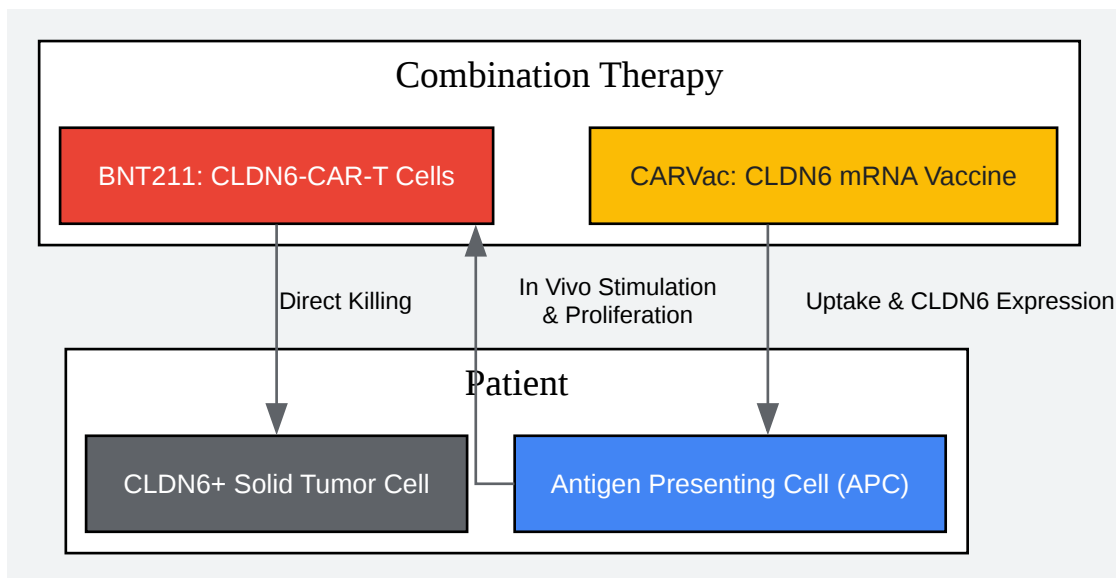 Combination Therapy
BNT211: CLDN6-CAR-T Cells
CARVac: CLDN6 mRNA Vaccine
Direct Killing
In Vivo Stimulation
& Proliferation
Uptake & CLDN6 Expression
Patient
CLDN6+ Solid Tumor Cell
Antigen Presenting Cell (APC)